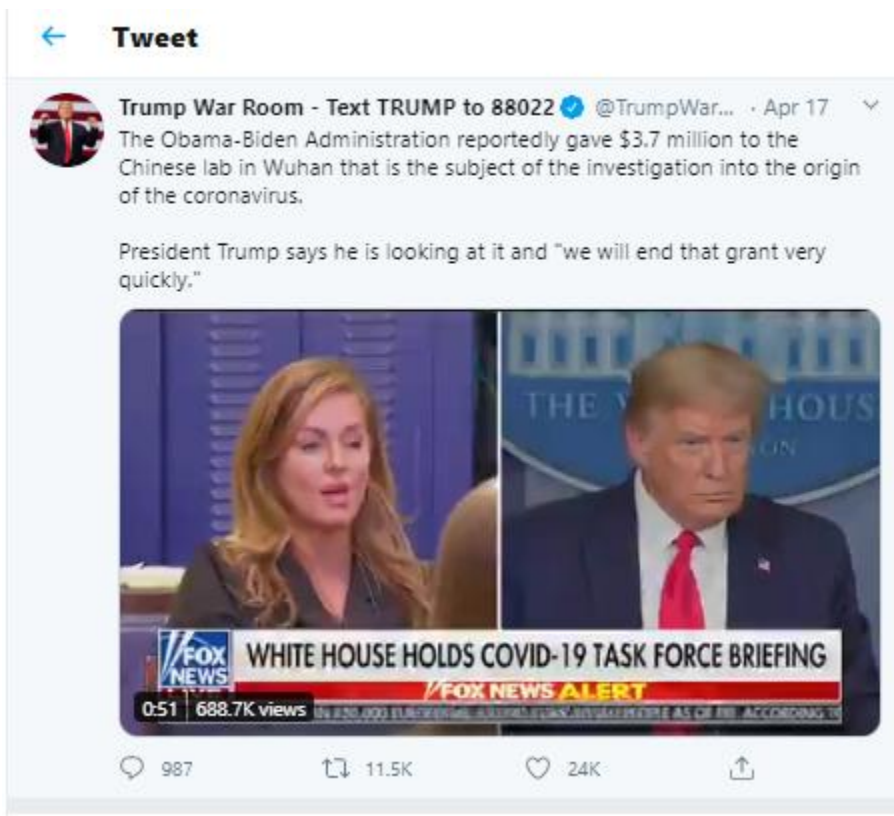 Tweet
Trump War Room - Text TRUMP to 88022 @TrumpWar... · Apr 17
The Obama-Biden Administration reportedly gave $3.7 million to the
Chinese lab in Wuhan that is the subject of the investigation into the origin
of the coronavirus.
President Trump says he is looking at it and "we will end that grant very
quickly."
THE HOUS
ON
FOX
NEWS
WHITE HOUSE HOLDS COVID-19 TASK FORCE BRIEFING
FOX NEWS ALERT
0:51 688.7K views
ACCORDING
987 11.5K 24K